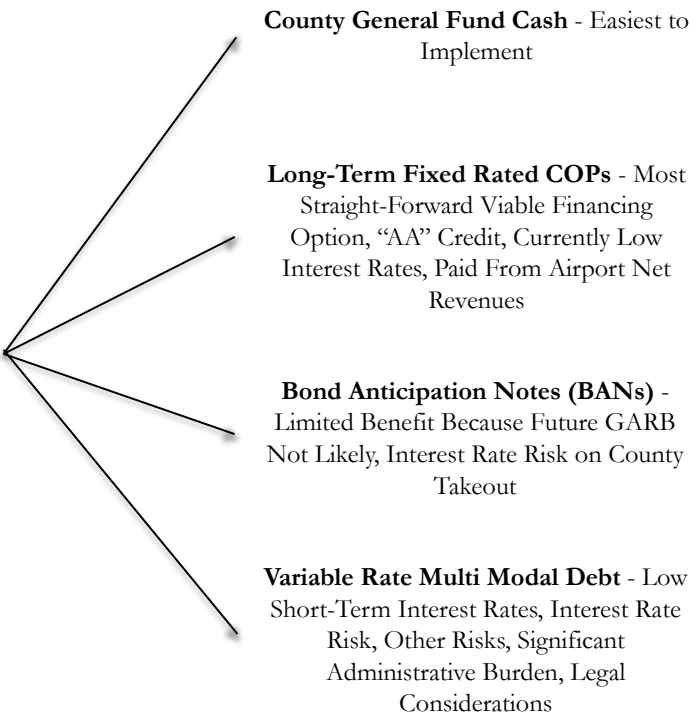 County General Fund Cash - Easiest to
Implement
Long-Term Fixed Rated COPs - Most
Straight-Forward Viable Financing
Option, “AA” Credit, Currently Low
Interest Rates, Paid From Airport Net
Revenues
Bond Anticipation Notes (BANs) -
Limited Benefit Because Future GARB
Not Likely, Interest Rate Risk on County
Takeout
Variable Rate Multi Modal Debt - Low
Short-Term Interest Rates, Interest Rate
Risk, Other Risks, Significant
Administrative Burden, Legal
Considerations